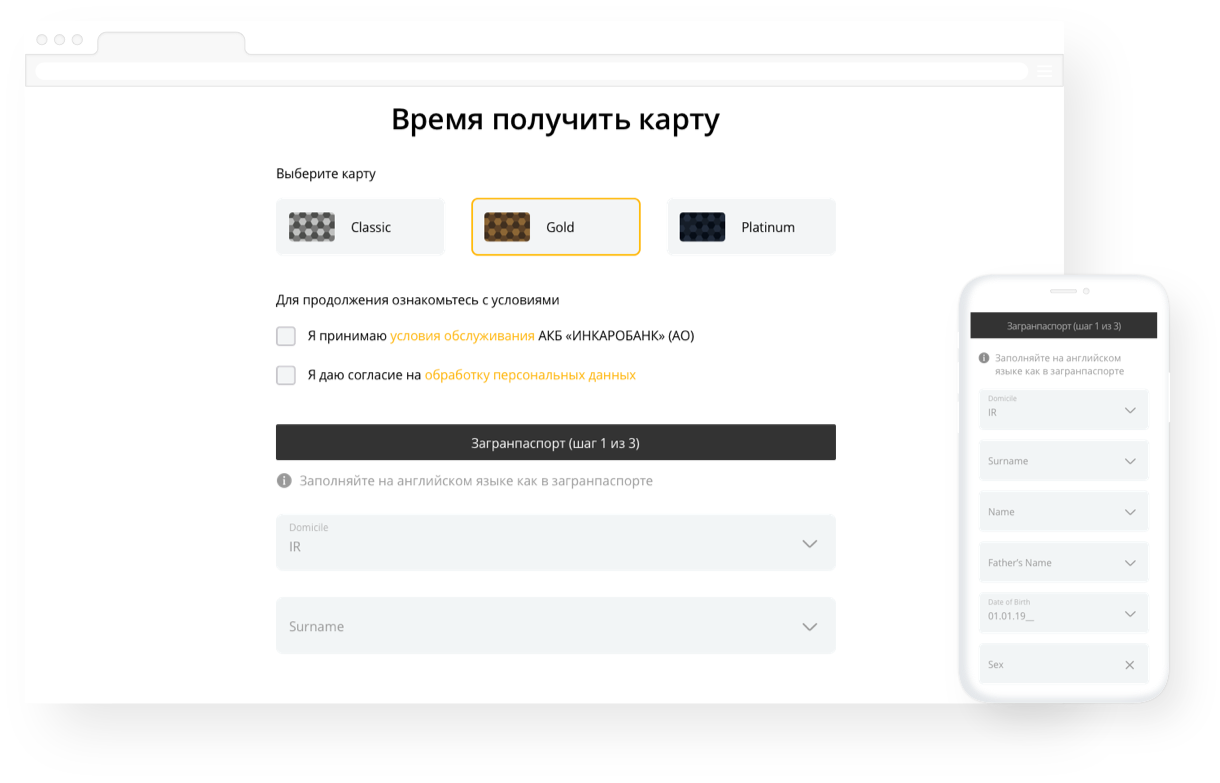 Время получить карту
Выберите карту
Classic
Gold
Platinum
Для продолжения ознакомьтесь с условиями
Я принимаю условия обслуживания АКБ «ИНКАРОБАНК» (АО)
Я даю согласие на обработку персональных данных
Загранпаспорт (шаг 1 из 3)
Заполняйте на английском языке как в загранпаспорте
Domicile
IR
Surname
Загранпаспорт (шаг 1 из 3)
Заполняйте на английском
языке как в загранпаспорте
Domicile
IR
Surname
Name
Father's Name
Date of Birth
01.01.19__
Sex